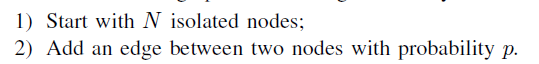 1) Start with N isolated nodes;
2) Add an edge between two nodes with probability p.